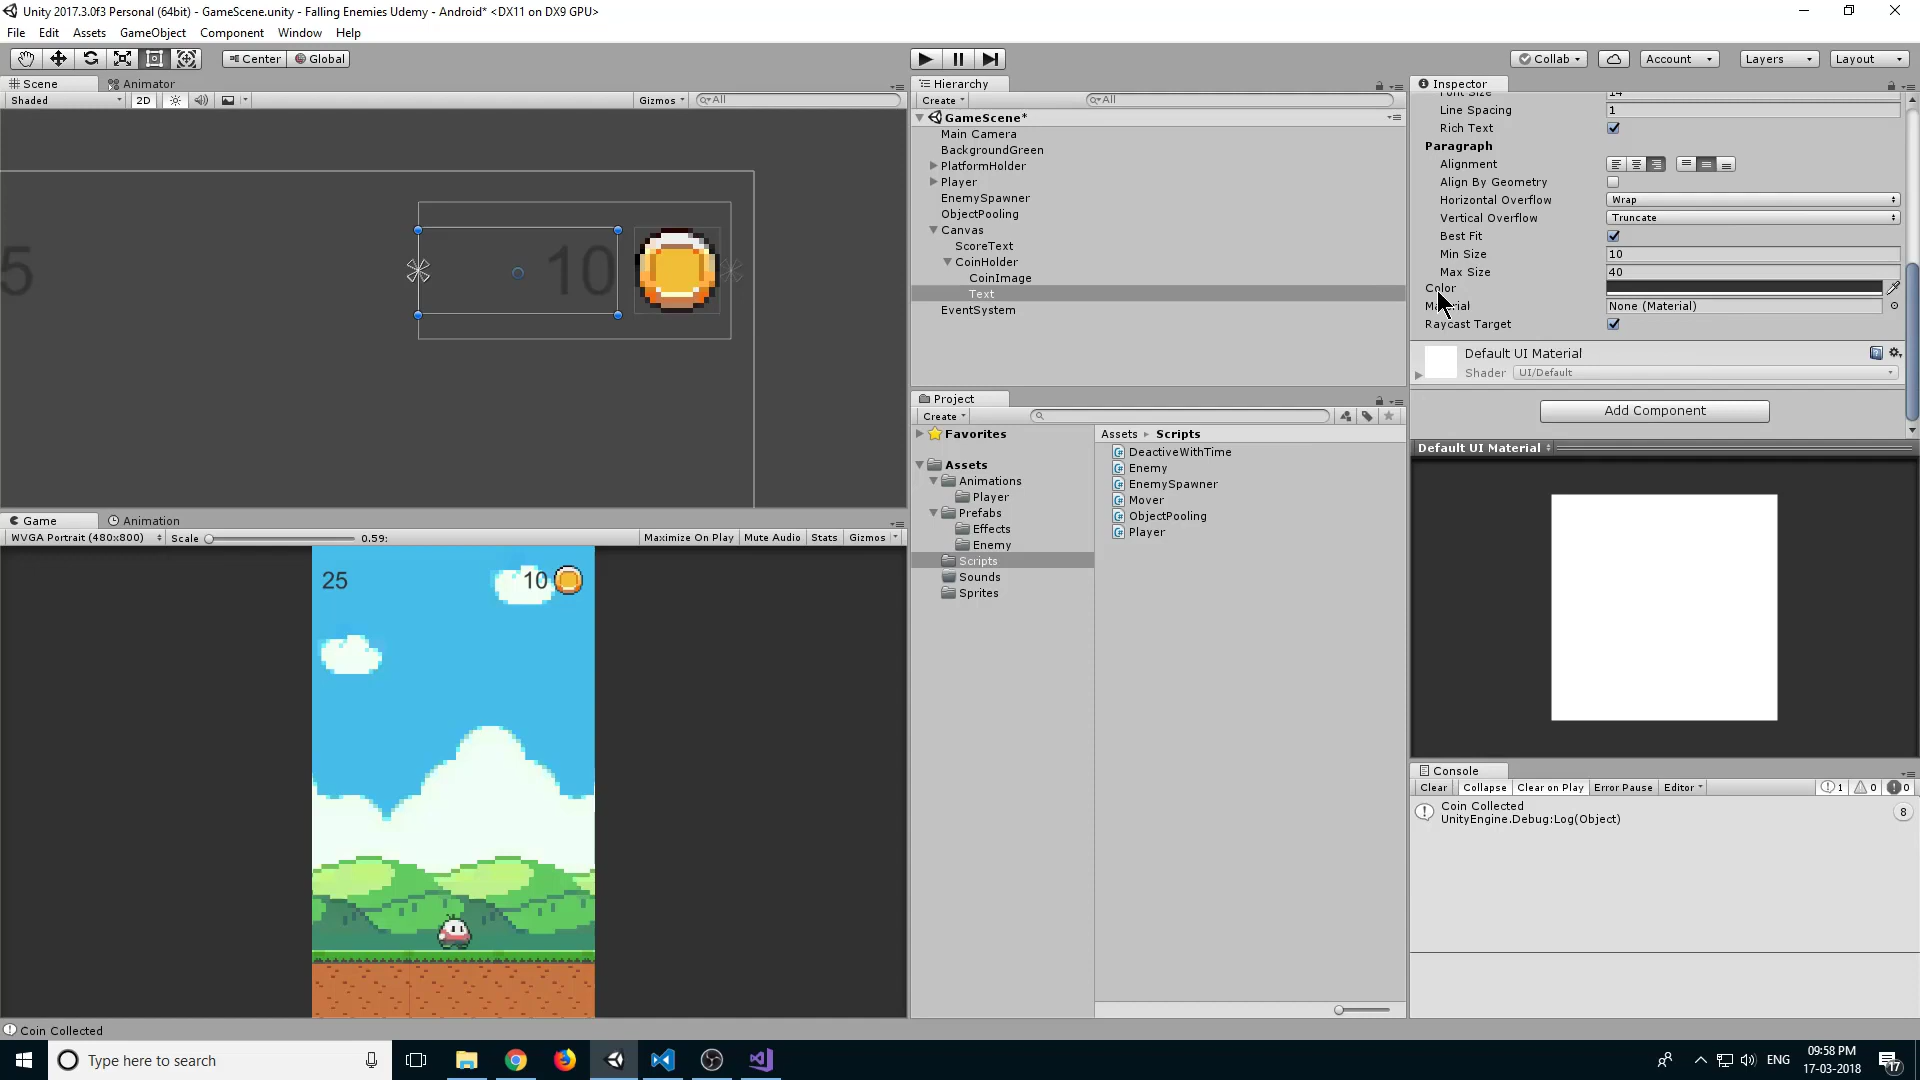 Unity 2017.3.0f3 Personal (64bit) - GameScene.unity - Falling Enemies Udemy - Android* <DX11 on DX9 GPU>
File Edit Assets GameObject Component Window Help
Center Global
Collab Account Layers Layout
Scene Animator
Shaded 2D Gizmos All
5 10
Game Animation
WVGA Portrait (480x800) Scale 0.59: Maximize On Play Mute Audio Stats Gizmos
25 10
Hierarchy
Create All
GameScene*
Main Camera
BackgroundGreen
PlatformHolder
Player
EnemySpawner
ObjectPooling
Canvas
ScoreText
CoinHolder
CoinImage
Text
EventSystem
Project
Create
Favorites
Assets
Animations
Player
Prefabs
Effects
Enemy
Scripts
Sounds
Sprites
Assets Scripts
DeactiveWithTime
Enemy
EnemySpawner
Mover
ObjectPooling
Player
Inspector
Font Size 14
Line Spacing 1
Rich Text
Paragraph
Alignment
Align By Geometry
Horizontal Overflow Wrap
Vertical Overflow Truncate
Best Fit
Min Size 10
Max Size 40
Color
Material None (Material)
Raycast Target
Default UI Material
Shader UI/Default
Add Component
Default UI Material
Console
Clear Collapse Clear on Play Error Pause Editor 1 0 0
Coin Collected
UnityEngine.Debug:Log(Object)
8
Coin Collected
Type here to search
ENG
09:58 PM
17-03-2018
17